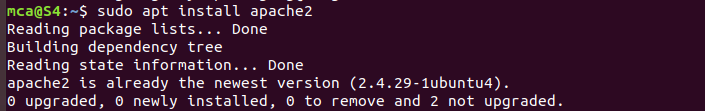 mca@S4:~$ sudo apt install apache2
Reading package lists... Done
Building dependency tree
Reading state information... Done
apache2 is already the newest version (2.4.29-1ubuntu4).
0 upgraded, 0 newly installed, 0 to remove and 2 not upgraded.